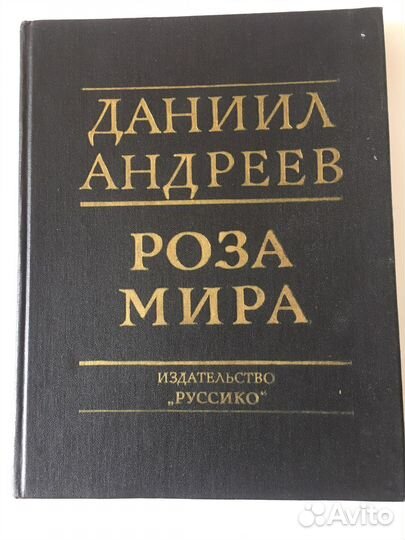 ДАНИИЛ
АНДРЕЕВ
РОЗА
МИРА
ИЗДАТЕЛЬСТВО
„РУССИКО“
Avito